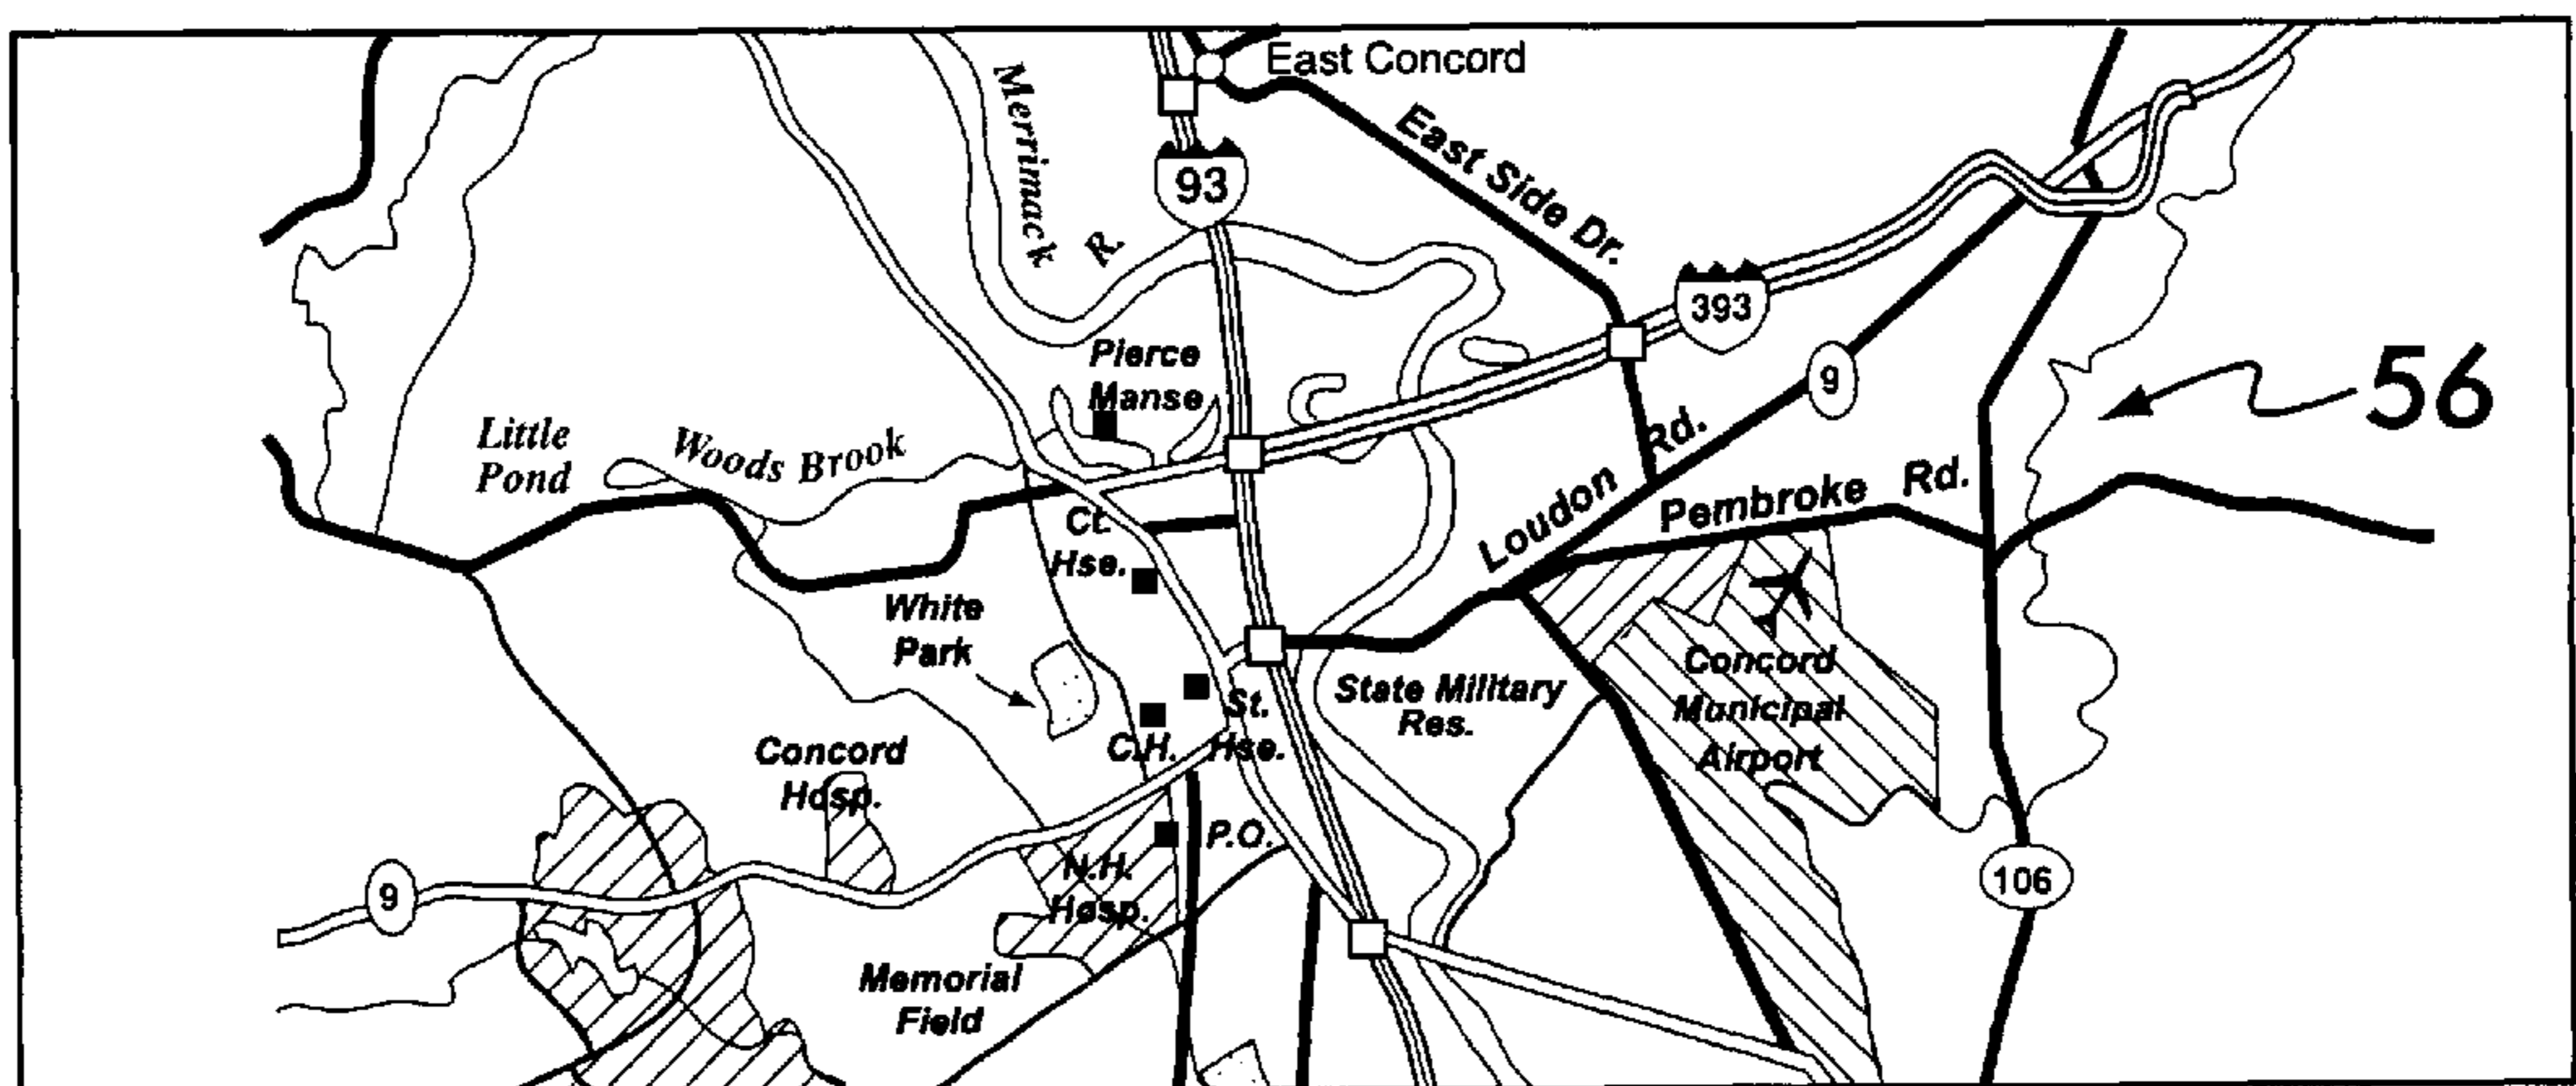 East Concord
Merrimack R.
93
East Side Dr.
393
Pierce
Manse
9
56
Little
Pond
Woods Brook
Loudon Rd.
Pembroke Rd.
Ct.
Hse.
White
Park
Concord
Municipal
Airport
State Military
Res.
St.
Hse.
C.H.
Concord
Hosp.
P.O.
N.H.
Hosp.
9
106
Memorial
Field